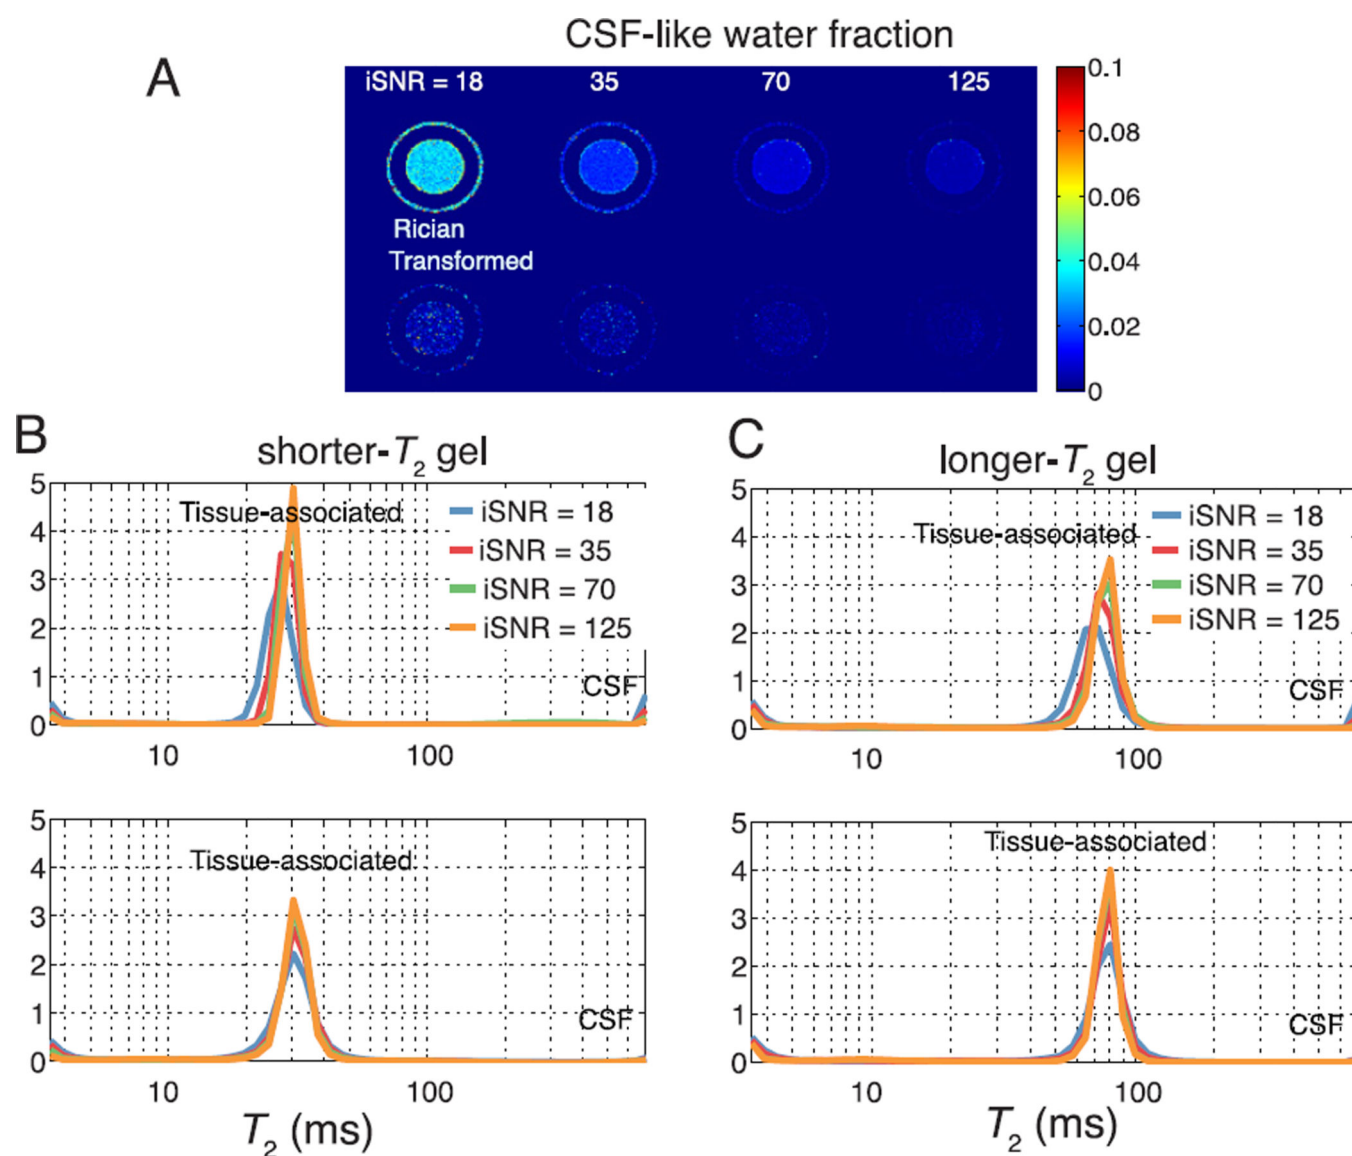 CSF-like water fraction
A
iSNR = 18 35 70 125
Rician
Transformed
0.1
0.08
0.06
0.04
0.02
0
B
shorter-T2 gel
5
4
3
2
1
0
Tissue-associated
iSNR = 18
iSNR = 35
iSNR = 70
iSNR = 125
CSF
10 100
C
longer-T2 gel
5
4
3
2
1
0
Tissue-associated
iSNR = 18
iSNR = 35
iSNR = 70
iSNR = 125
CSF
10 100
5
4
3
2
1
0
Tissue-associated
CSF
10 100
T2 (ms)
5
4
3
2
1
0
Tissue-associated
CSF
10 100
T2 (ms)